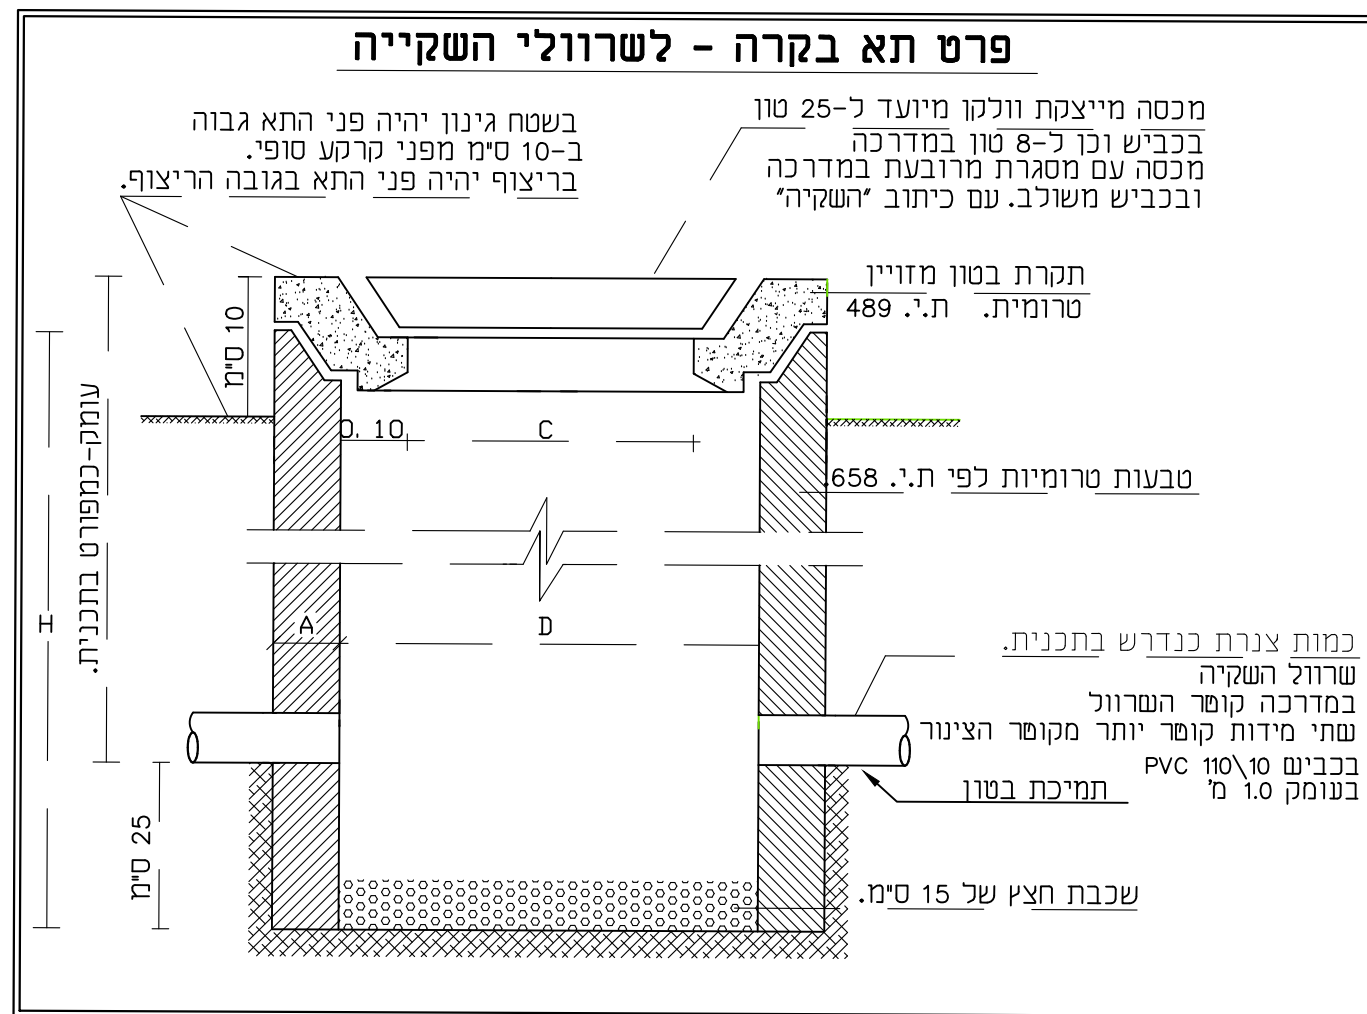 פרט תא בקרה - לשרוולי השקייה
מכסה מייצקת וולקן מיועד ל-25 טון
בכביש וכן ל-8 טון במדרכה
מכסה עם מסגרת מרובעת במדרכה
ובכביש משולב. עם כיתוב "השקיה"
בשטח גינון יהיה פני התא גבוה
ב-10 ס"מ מפני קרקע סופי.
בריצוף יהיה פני התא בגובה הריצוף.
תקרת בטון מזויין
טרומית. ת.י. 489
10 ס"מ
עומק-כמפורט בתכנית.
0.10
C
טבעות טרומיות לפי ת.י. 658.
H
A
D
כמות צנרת כנדרש בתכנית.
שרוול השקיה
במדרכה קוטר השרוול
שתי מידות קוטר יותר מקוטר הצינור
בכבישם PVC 110\10
בעומק 1.0 מ'
תמיכת בטון
25 ס"מ
שכבת חצץ של 15 ס"מ.